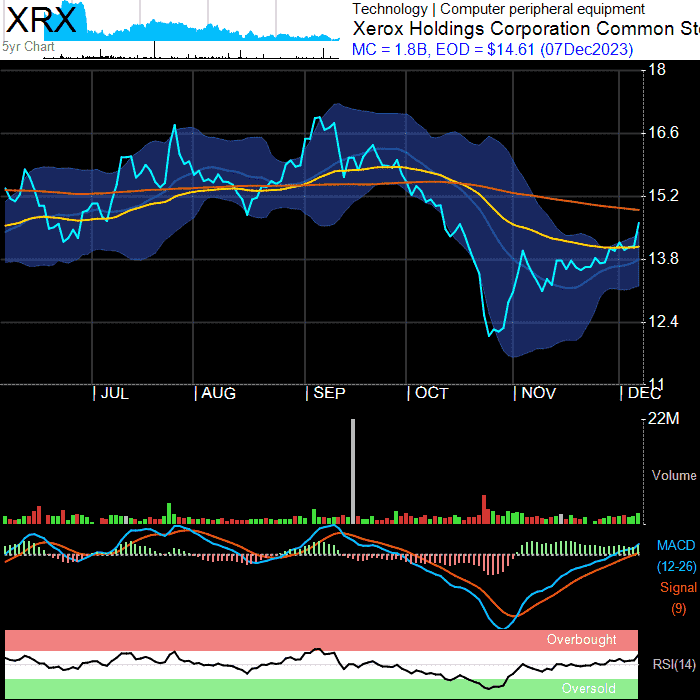 XRX
5yr Chart
Technology | Computer peripheral equipment
Xerox Holdings Corporation Common Sto
MC = 1.8B, EOD = $14.61 (07Dec2023)
18
16.6
15.2
13.8
12.4
11
| JUL | AUG | SEP | OCT | NOV | DEC
22M
Volume
MACD
(12-26)
Signal
(9)
Overbought
RSI(14)
Oversold